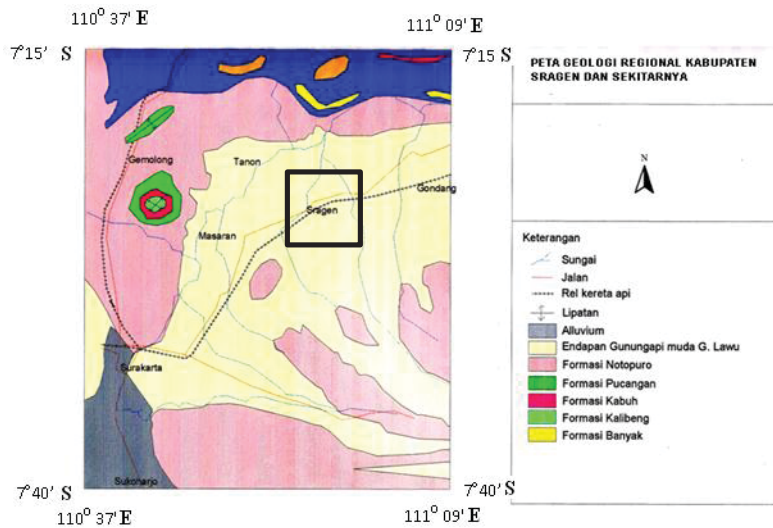 110° 37' E
111° 09' E
7°15' S
7°15 S
PETA GEOLOGI REGIONAL KABUPATEN
SRAGEN DAN SEKITARNYA
N
Gemolong
Tanon
Gondang
Sragen
Masaran
Surakarta
Sukoharjo
Keterangan
Sungai
Jalan
Rel kereta api
Lipatan
Alluvium
Endapan Gunungapi muda G. Lawu
Formasi Notopuro
Formasi Pucangan
Formasi Kabuh
Formasi Kalibeng
Formasi Banyak
7°40' S
7°40' S
110° 37' E
111° 09' E